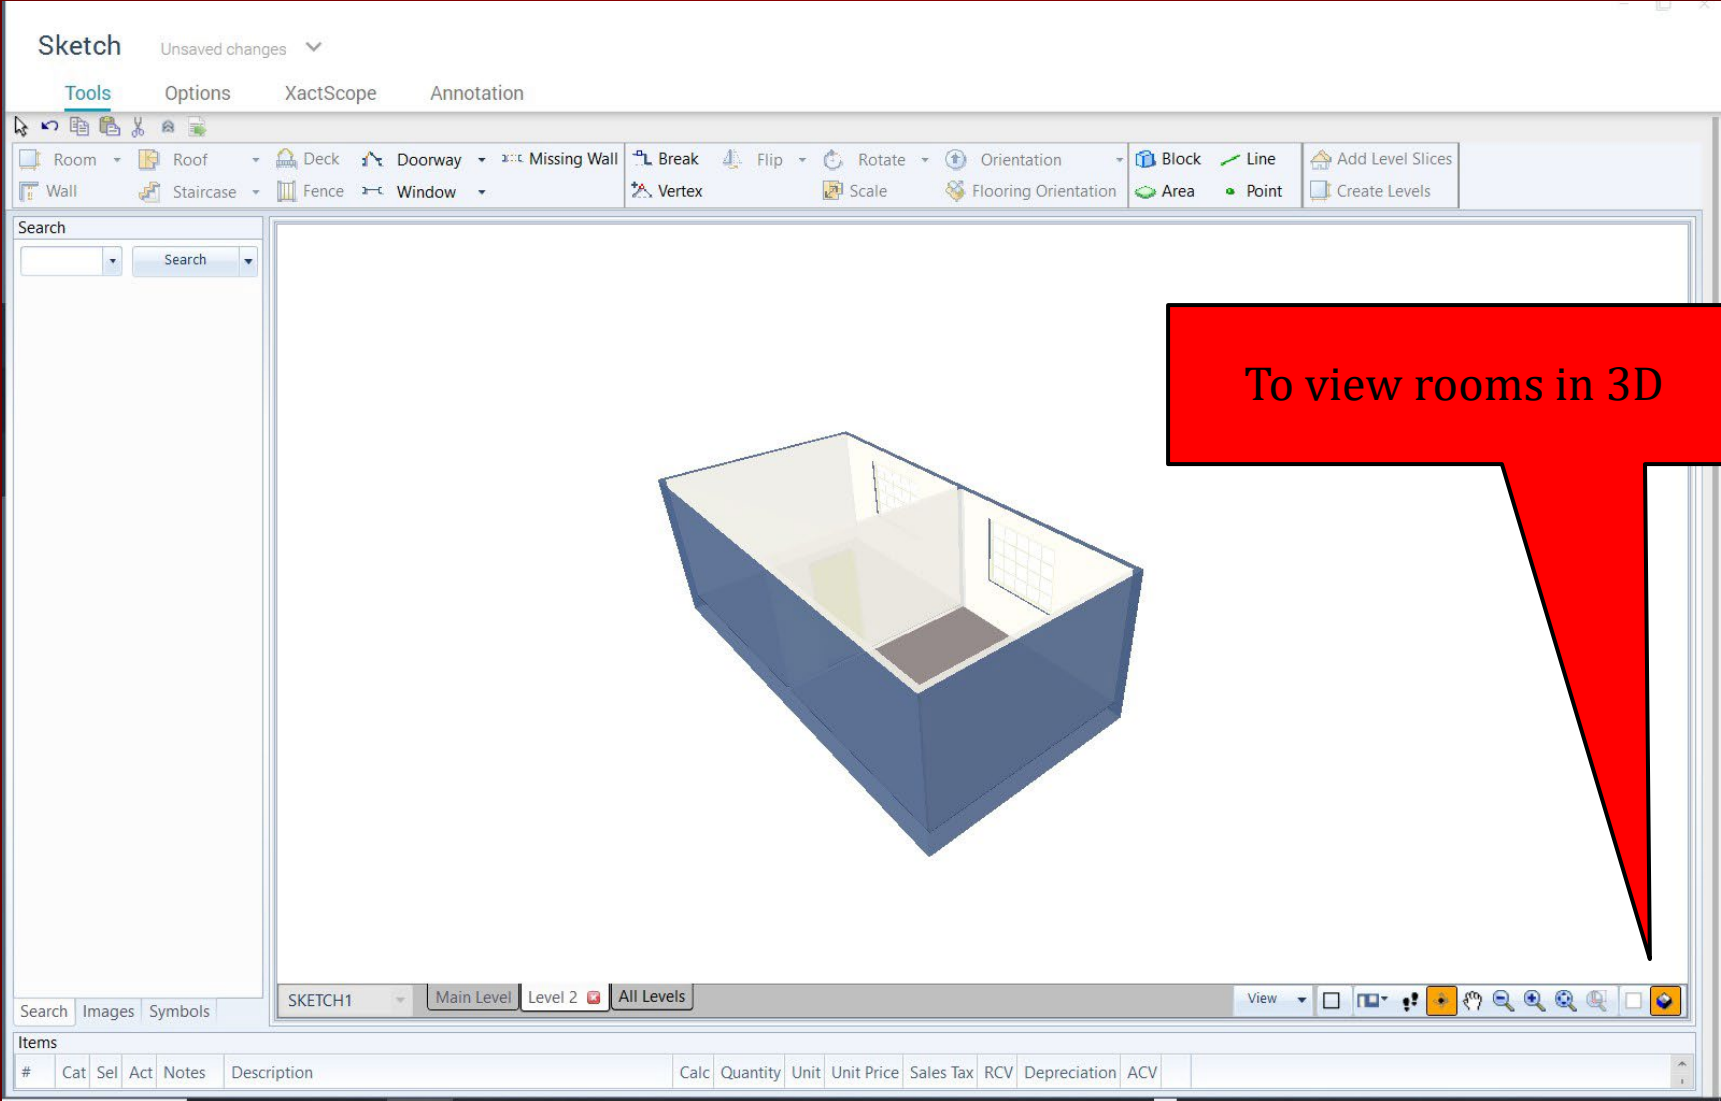 Sketch Unsaved changes
Tools Options XactScope Annotation
Room Roof Deck Doorway Missing Wall Break Flip Rotate Orientation Block Line Add Level Slices
Wall Staircase Fence Window Vertex Scale Flooring Orientation Area Point Create Levels
Search
Search
To view rooms in 3D
SKETCH1 Main Level Level 2 All Levels View
Search Images Symbols
Items
# Cat Sel Act Notes Description Calc Quantity Unit Unit Price Sales Tax RCV Depreciation ACV